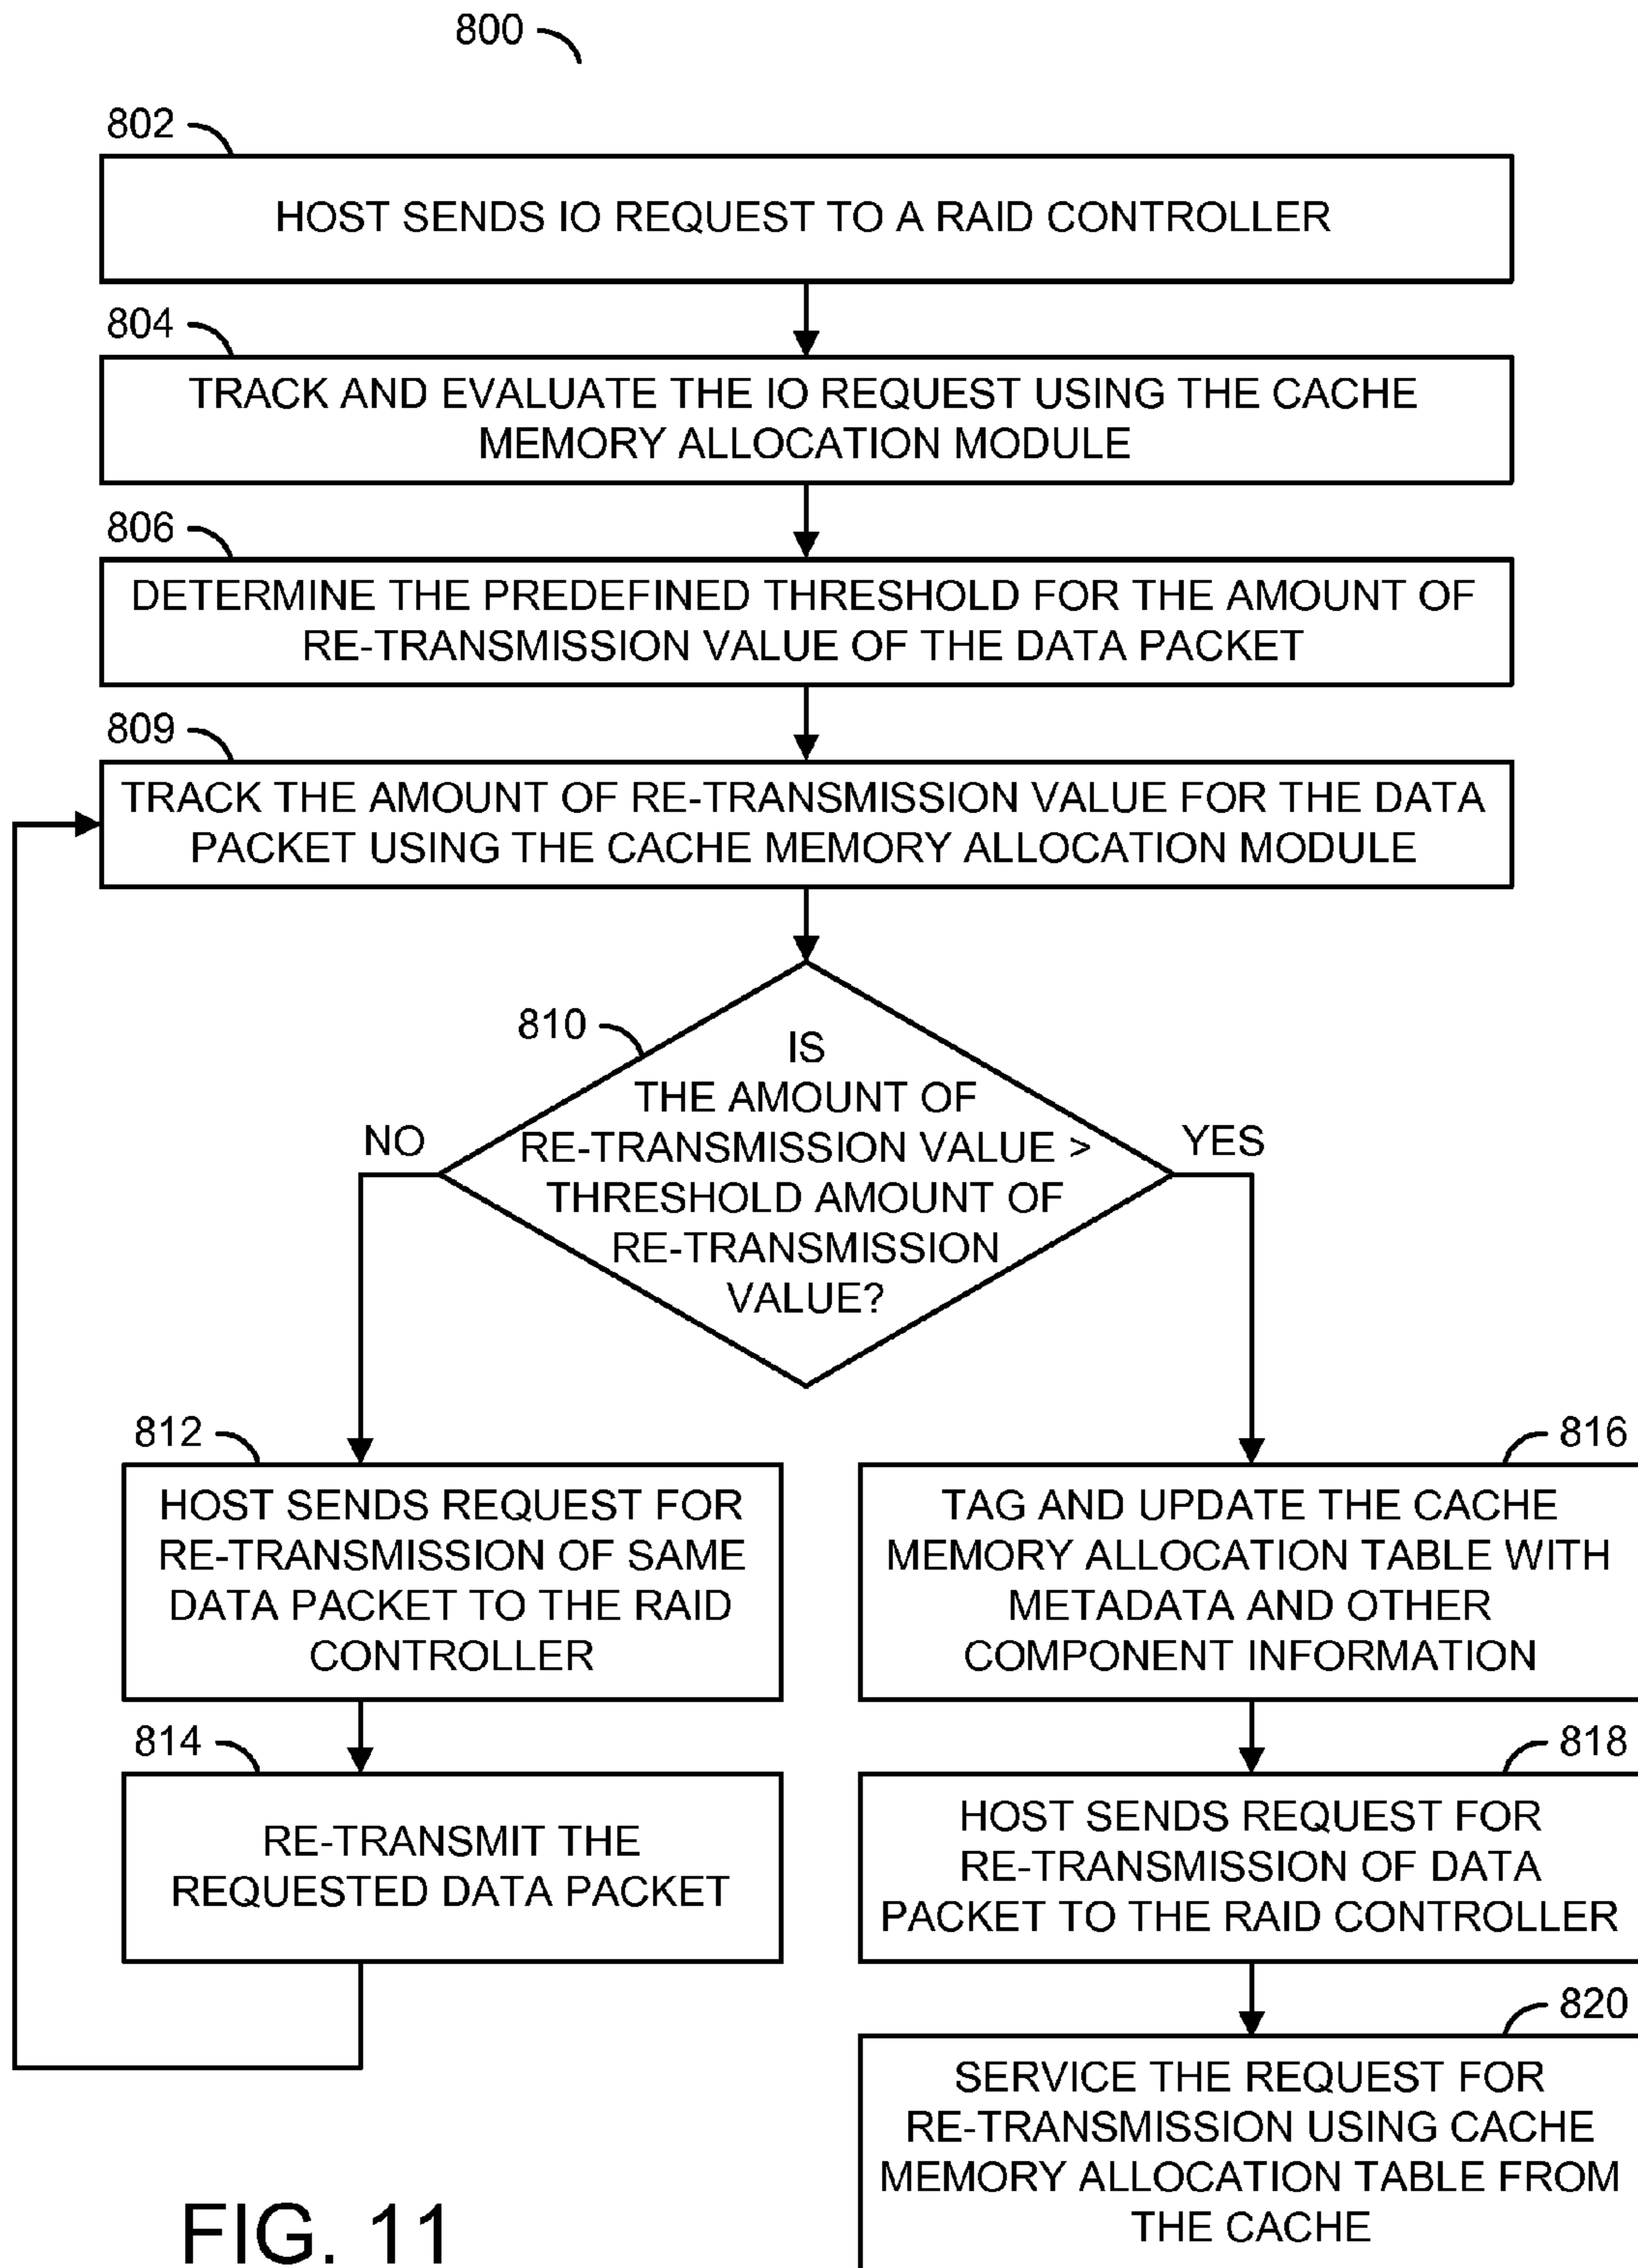 800
802
HOST SENDS IO REQUEST TO A RAID CONTROLLER
804
TRACK AND EVALUATE THE IO REQUEST USING THE CACHE
MEMORY ALLOCATION MODULE
806
DETERMINE THE PREDEFINED THRESHOLD FOR THE AMOUNT OF
RE-TRANSMISSION VALUE OF THE DATA PACKET
809
TRACK THE AMOUNT OF RE-TRANSMISSION VALUE FOR THE DATA
PACKET USING THE CACHE MEMORY ALLOCATION MODULE
810
IS
THE AMOUNT OF
RE-TRANSMISSION VALUE >
THRESHOLD AMOUNT OF
RE-TRANSMISSION
VALUE?
NO
YES
812
HOST SENDS REQUEST FOR
RE-TRANSMISSION OF SAME
DATA PACKET TO THE RAID
CONTROLLER
814
RE-TRANSMIT THE
REQUESTED DATA PACKET
816
TAG AND UPDATE THE CACHE
MEMORY ALLOCATION TABLE WITH
METADATA AND OTHER
COMPONENT INFORMATION
818
HOST SENDS REQUEST FOR
RE-TRANSMISSION OF DATA
PACKET TO THE RAID CONTROLLER
820
SERVICE THE REQUEST FOR
RE-TRANSMISSION USING CACHE
MEMORY ALLOCATION TABLE FROM
THE CACHE
FIG. 11